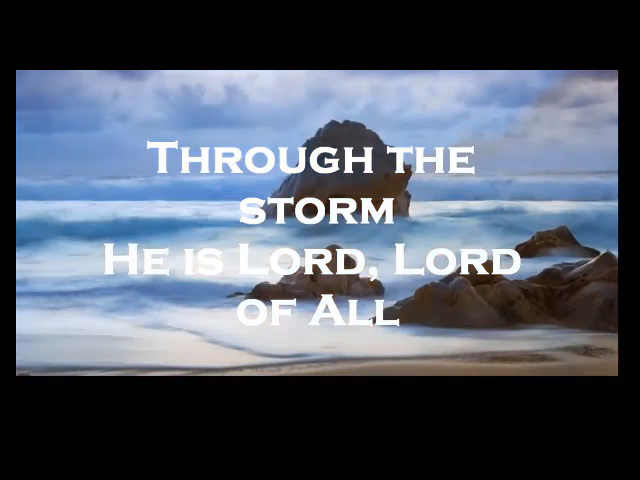 Through the
storm
He is Lord, Lord
of All